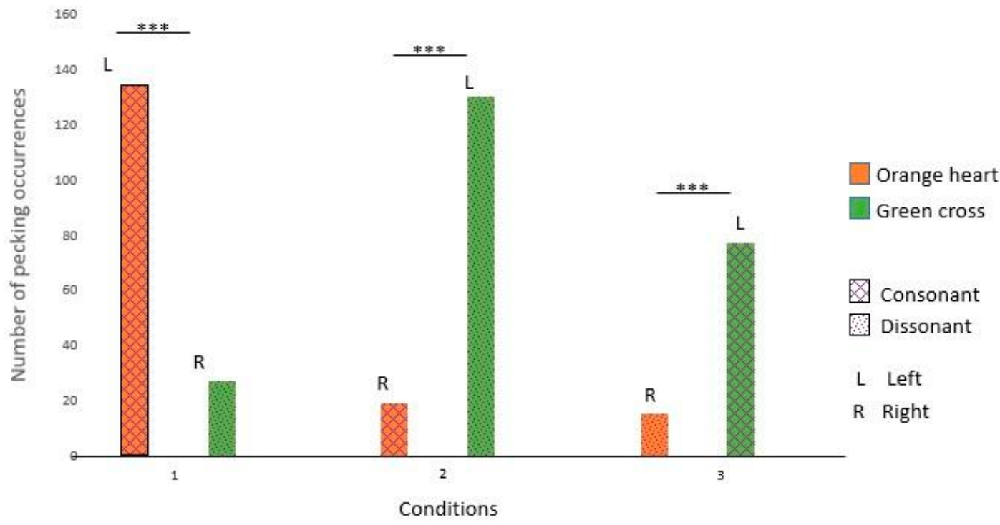 160
***
***
L
140
L
120
100
***
80
L
60
40
R
R
R
20
0
1
2
3
Number of pecking occurrences
Conditions
Orange heart
Green cross
Consonant
Dissonant
L Left
R Right